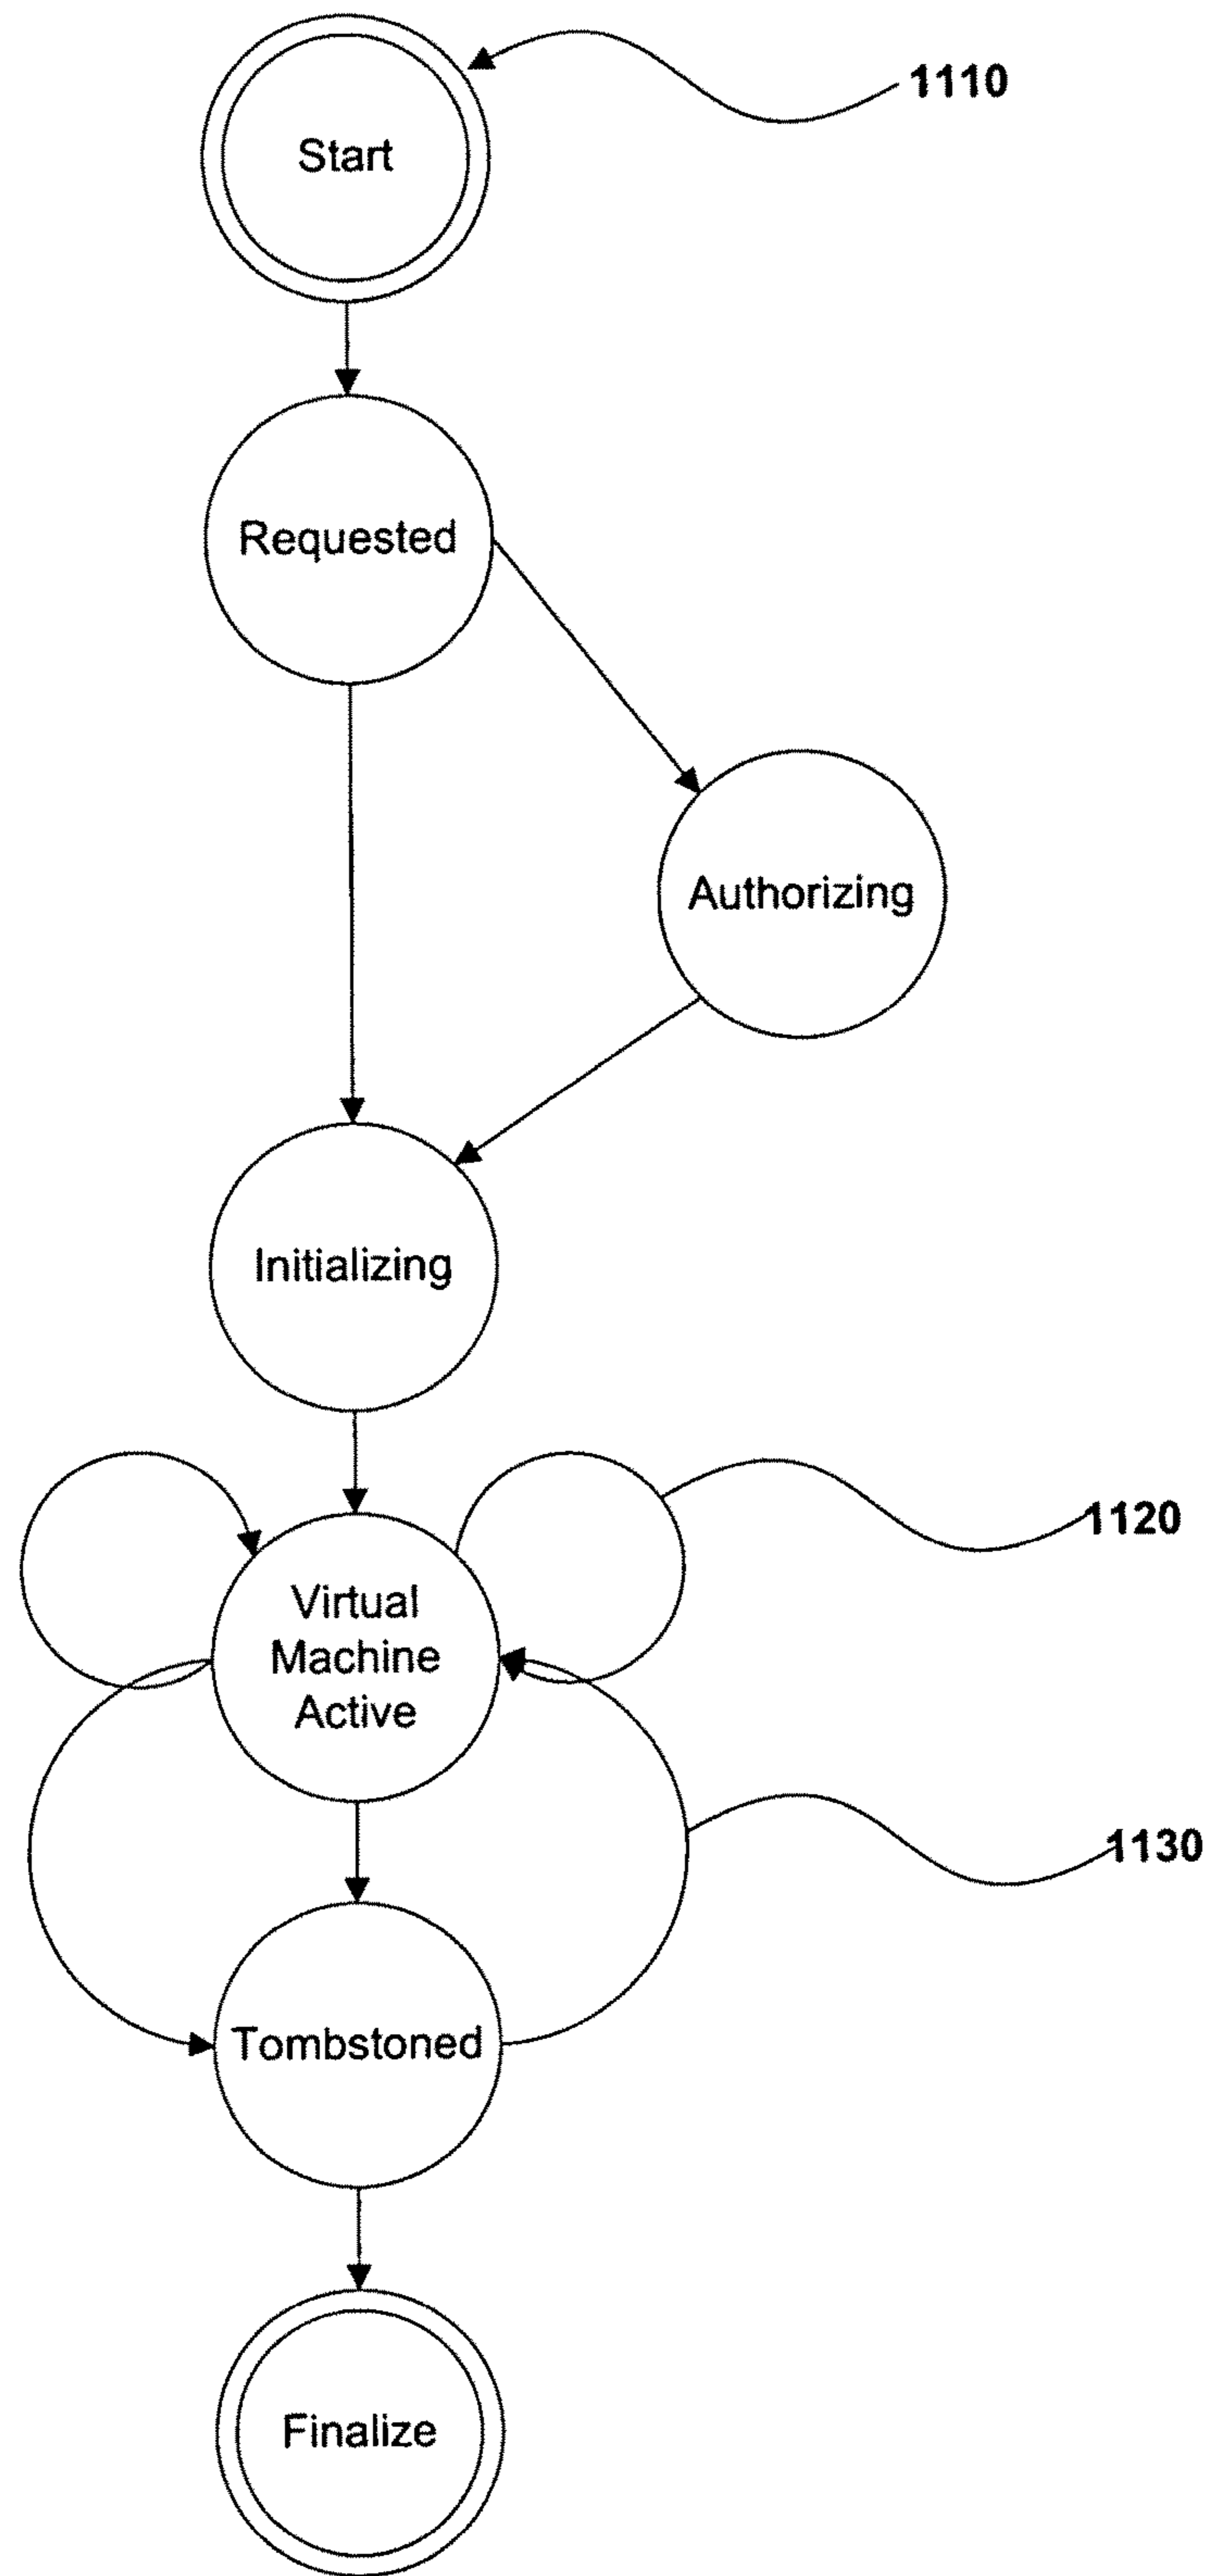 1110
Start
Requested
Authorizing
Initializing
1120
Virtual
Machine
Active
1130
Tombstoned
Finalize